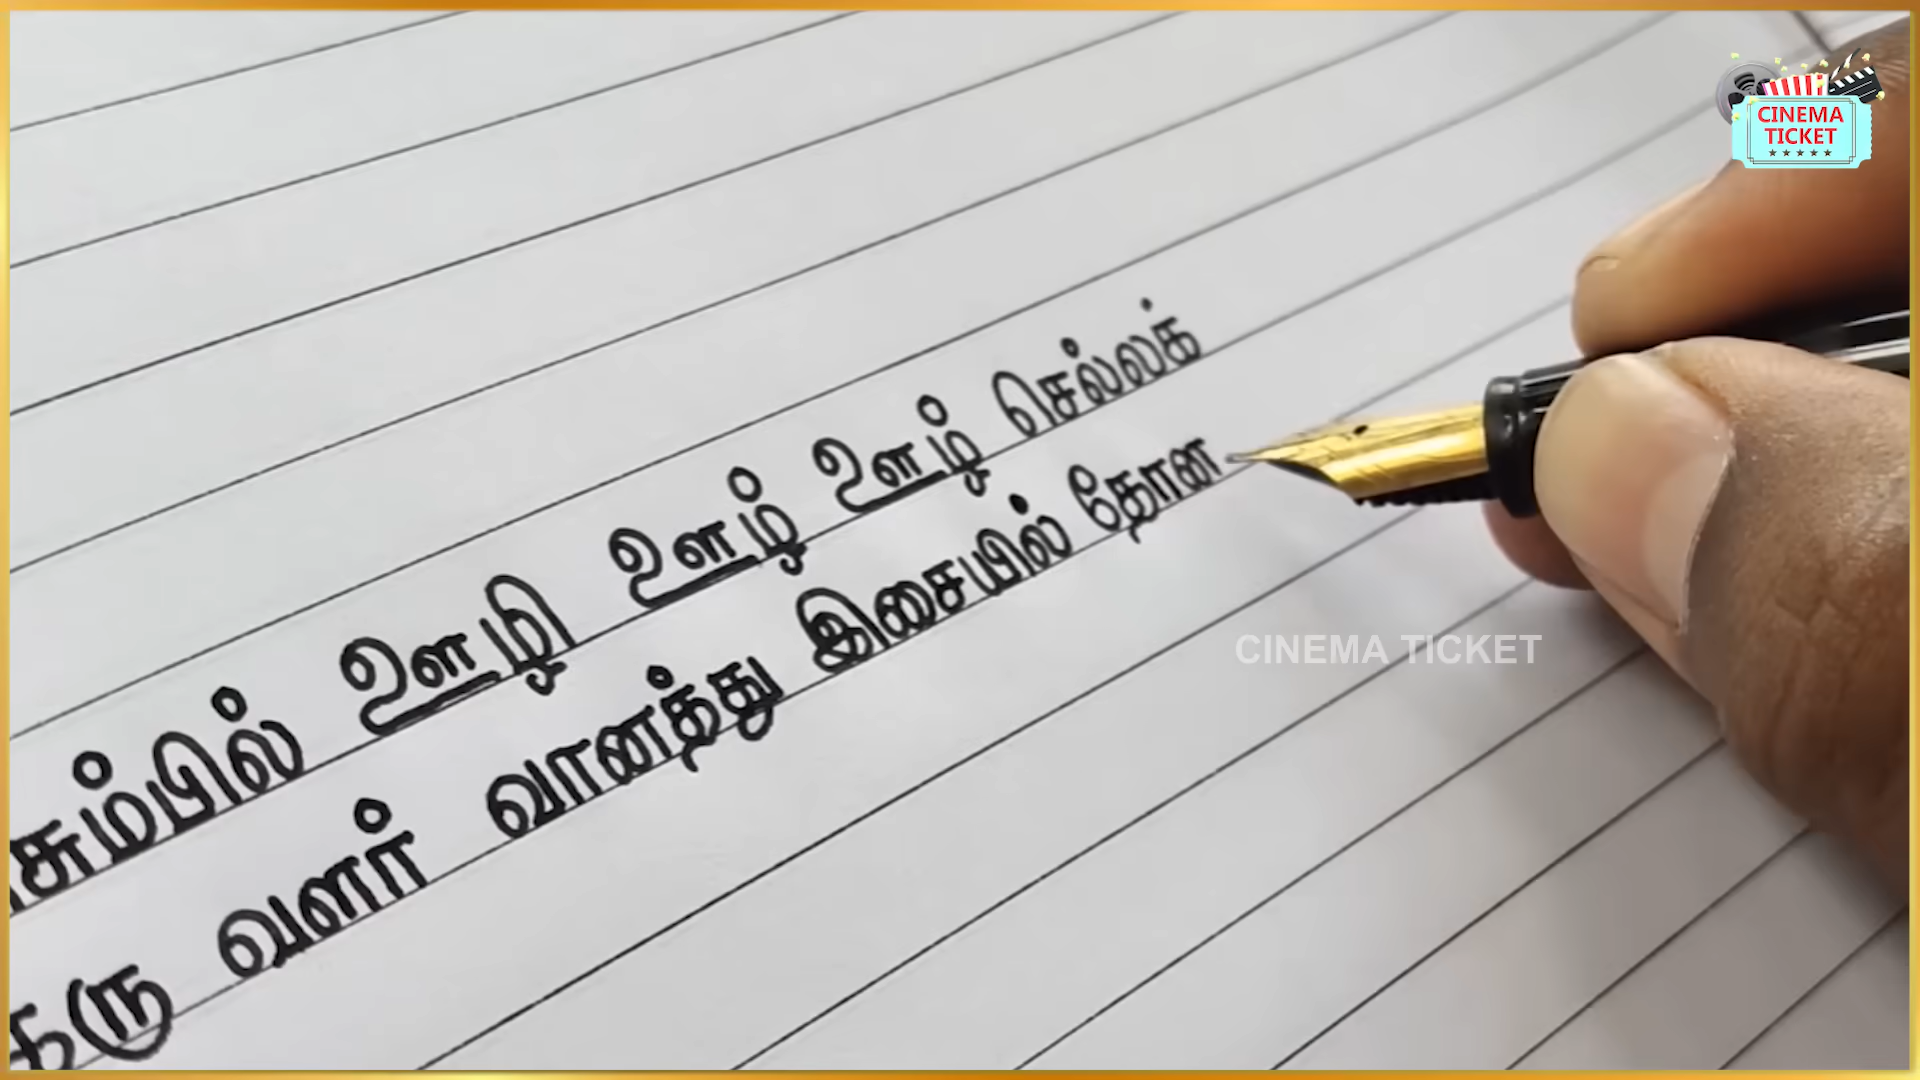 CINEMA
TICKET
சும்பில் ஊழி ஊழ் ஊழ் செல்லக்
கரு வளர் வானத்து இசையில் தோன
CINEMA TICKET